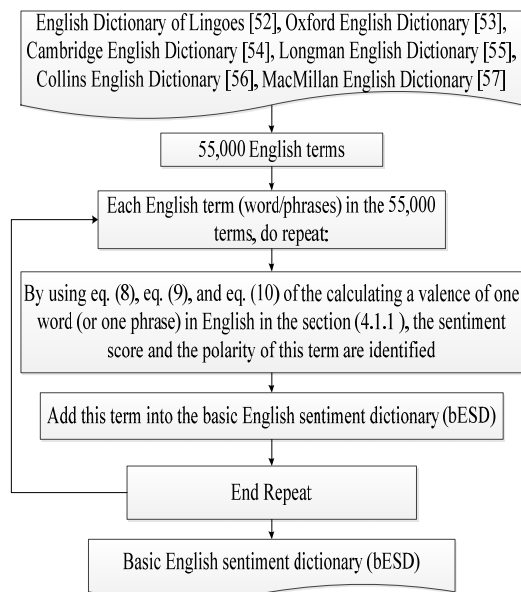 English Dictionary of Lingoes [52], Oxford English Dictionary [53],
Cambridge English Dictionary [54], Longman English Dictionary [55],
Collins English Dictionary [56], MacMillan English Dictionary [57]
55,000 English terms
Each English term (word/phrases) in the 55,000
terms, do repeat:
By using eq. (8), eq. (9), and eq. (10) of the calculating a valence of one
word (or one phrase) in English in the section (4.1.1 ), the sentiment
score and the polarity of this term are identified
Add this term into the basic English sentiment dictionary (bESD)
End Repeat
Basic English sentiment dictionary (bESD)